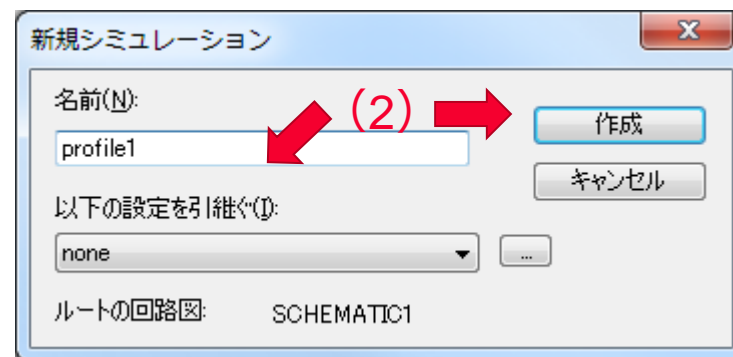 新規シミュレーション
名前(N):
(2)
作成
profile1
キャンセル
以下の設定を引継ぐ(I):
none
...
ルートの回路図: SCHEMATIC1